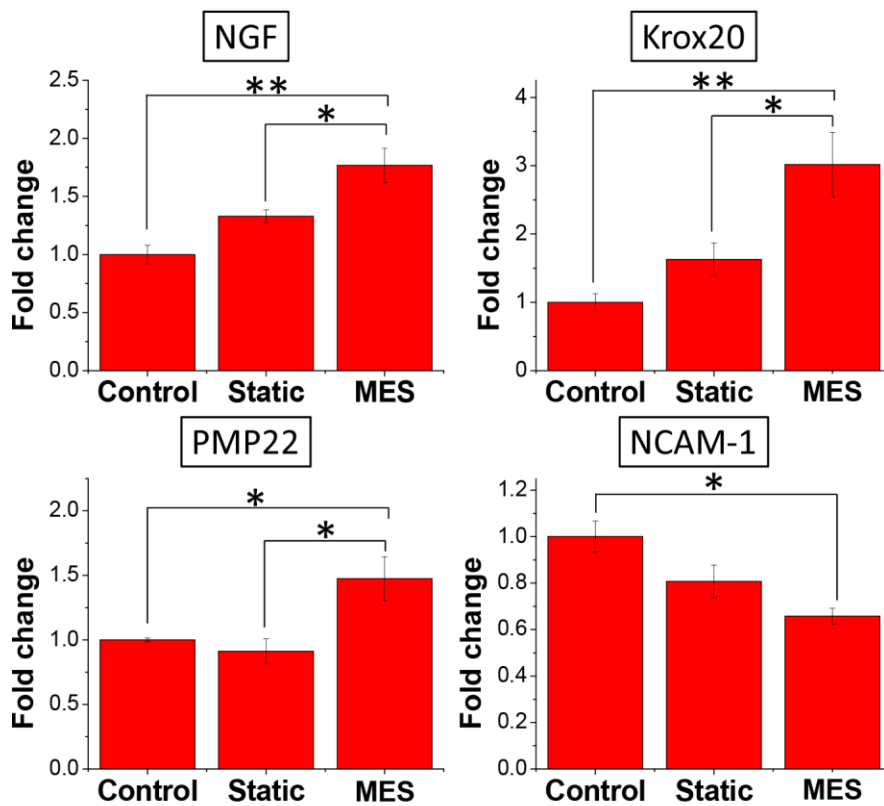 NGF
**
*
2.5
2.0
1.5
1.0
0.5
0.0
Fold change
Control Static MES
Krox20
**
*
4
3
2
1
0
Fold change
Control Static MES
PMP22
*
*
2.0
1.5
1.0
0.5
0.0
Fold change
Control Static MES
NCAM-1
*
1.2
1.0
0.8
0.6
0.4
0.2
0.0
Fold change
Control Static MES